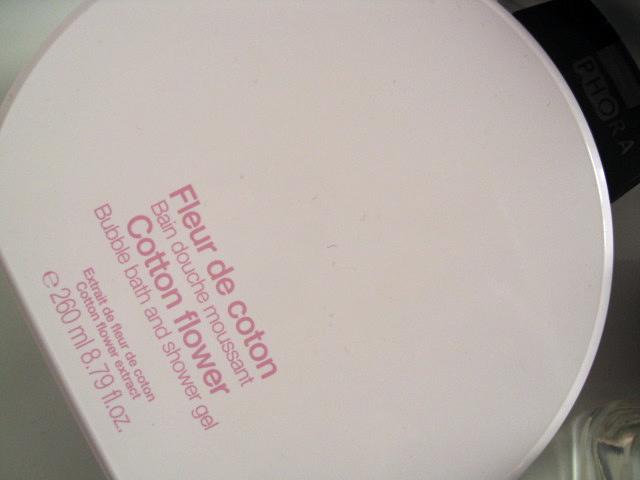 Fleur de coton
Bain douche moussant
Cotton flower
Bubble bath and shower gel
Extrait de fleur de coton
Cotton flower extract
℮ 260 ml 8.79 fl.oz.
PHORA